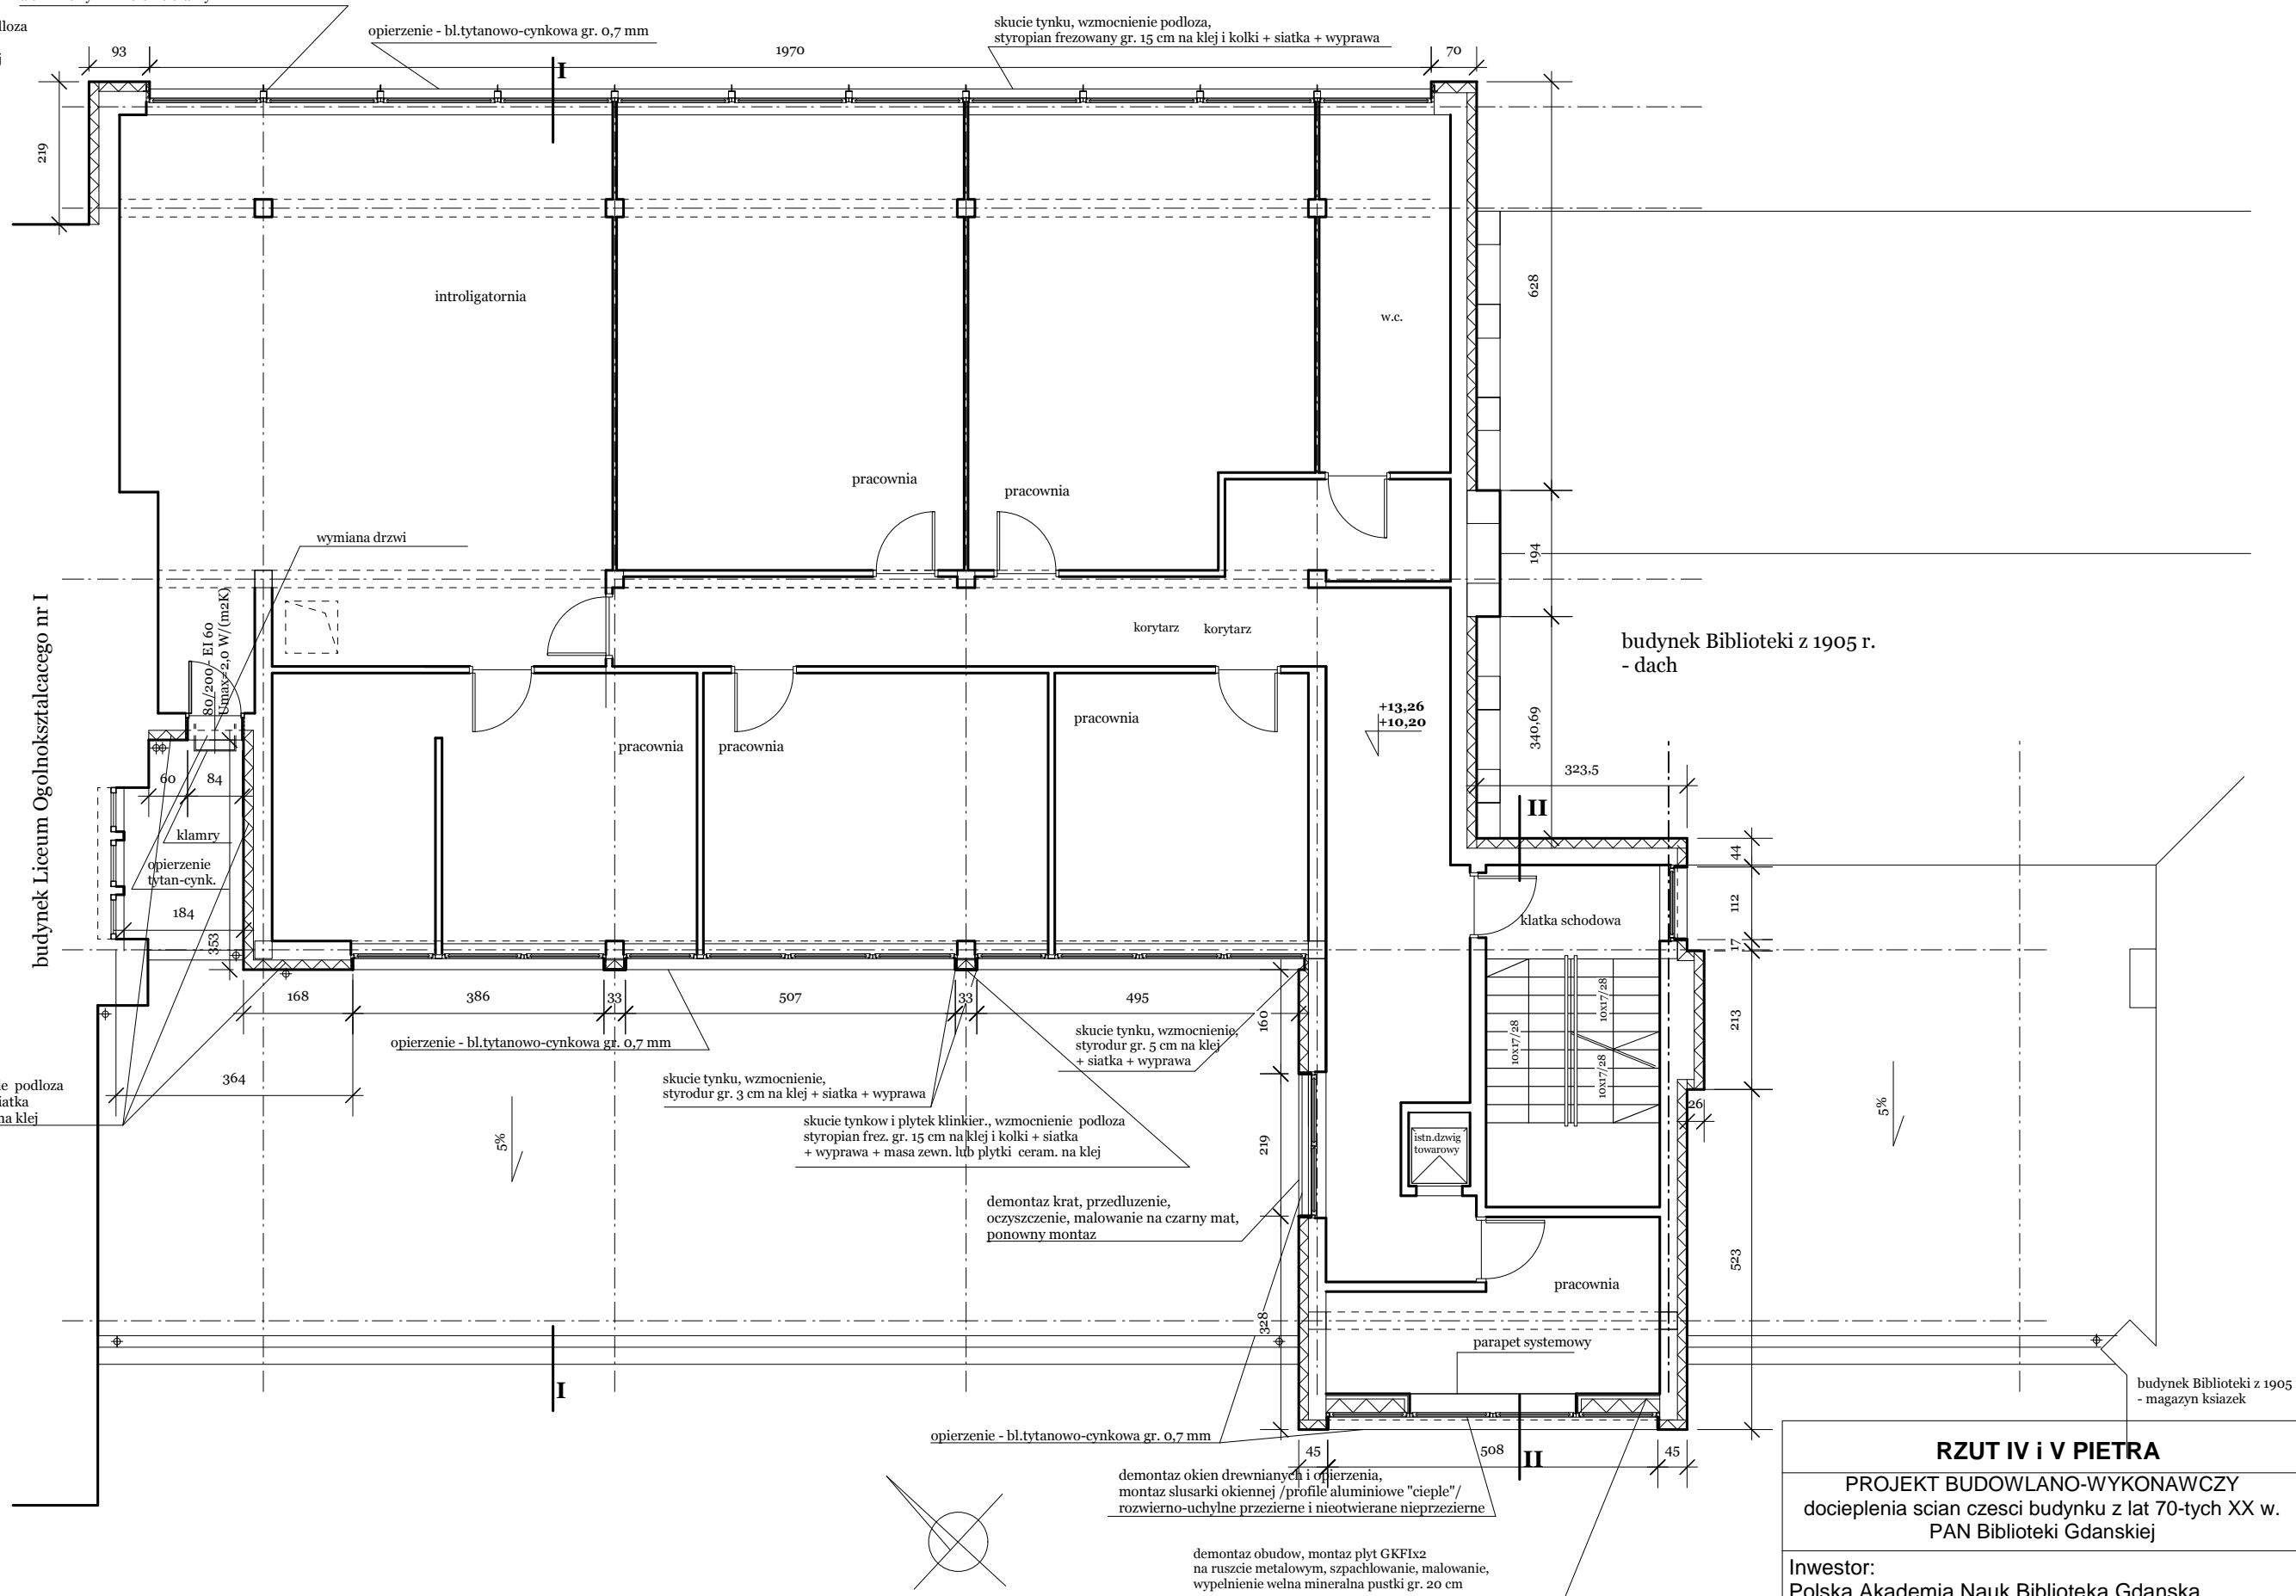 dloza
opierzenie - bl.tytanowo-cynkowa gr. 0,7 mm
skucie tynku, wzmocnienie podloza,
styropian frezowany gr. 15 cm na klej i kolki + siatka + wyprawa
93
1970
70
I
219
introligatornia
w.c.
628
pracownia
pracownia
wymiana drzwi
194
korytarz
korytarz
budynek Biblioteki z 1905 r.
- dach
budynek Liceum Ogolnoksztalcacego nr I
80/200 - EI 60
Umax=2,0 W/(m2K)
pracownia
pracownia
pracownia
+13,26
+10,20
340,69
323,5
60
84
II
klamry
opierzenie
tytan-cynk.
44
184
353
klatka schodowa
112
17
168
386
33
507
33
495
160
10x17/28
10x17/28
10x17/28
213
opierzenie - bl.tytanowo-cynkowa gr. 0,7 mm
skucie tynku, wzmocnienie,
styrodur gr. 5 cm na klej
+ siatka + wyprawa
364
skucie tynku, wzmocnienie,
styrodur gr. 3 cm na klej + siatka + wyprawa
podloza
siatka
na klej
26
5%
5%
skucie tynkow i plytek klinkier., wzmocnienie podloza
styropian frez. gr. 15 cm na klej i kolki + siatka
+ wyprawa + masa zewn. lub plytki ceram. na klej
219
istn.dzwig
towarowy
demontaz krat, przedluzenie,
oczyszczenie, malowanie na czarny mat,
ponowny montaz
523
pracownia
328
parapet systemowy
I
budynek Biblioteki z 1905
- magazyn ksiazek
opierzenie - bl.tytanowo-cynkowa gr. 0,7 mm
45
508
II
45
demontaz okien drewnianych i opierzenia,
montaz slusarki okiennej /profile aluminiowe "cieple"/
rozwierno-uchylne przezierne i nieotwierane nieprzezierne
demontaz obudow, montaz plyt GKFIx2
na ruszcie metalowym, szpachlowanie, malowanie,
wypelnienie welna mineralna pustki gr. 20 cm
RZUT IV i V PIETRA
PROJEKT BUDOWLANO-WYKONAWCZY
docieplenia scian czesci budynku z lat 70-tych XX w.
PAN Biblioteki Gdanskiej
Inwestor:
Polska Akademia Nauk Biblioteka Gdanska